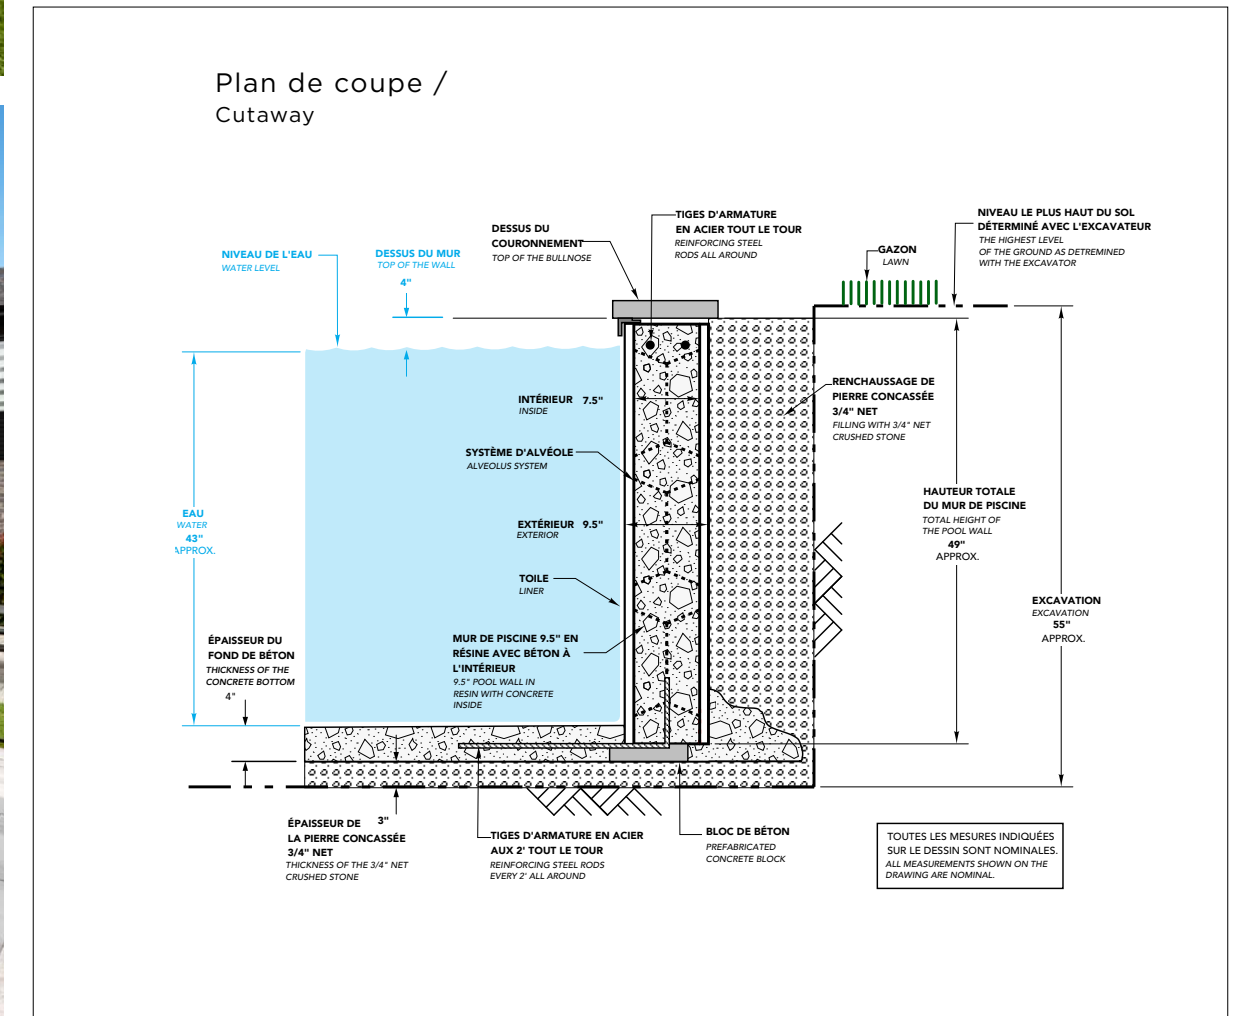 Plan de coupe /
Cutaway
NIVEAU DE L'EAU
WATER LEVEL
DESSUS DU MUR
TOP OF THE WALL
4"
DESSUS DU
COURONNEMENT
TOP OF THE BULLNOSE
TIGES D'ARMATURE
EN ACIER TOUT LE TOUR
REINFORCING STEEL
RODS ALL AROUND
GAZON
LAWN
NIVEAU LE PLUS HAUT DU SOL
DÉTERMINÉ AVEC L'EXCAVATEUR
THE HIGHEST LEVEL
OF THE GROUND AS DETREMINED
WITH THE EXCAVATOR
INTÉRIEUR 7.5"
INSIDE
RENCHAUSSAGE DE
PIERRE CONCASSÉE
3/4" NET
FILLING WITH 3/4" NET
CRUSHED STONE
SYSTÈME D'ALVÉOLE
ALVEOLUS SYSTEM
EAU
WATER
43"
APPROX.
EXTÉRIEUR 9.5"
EXTERIOR
HAUTEUR TOTALE
DU MUR DE PISCINE
TOTAL HEIGHT OF
THE POOL WALL
49"
APPROX.
TOILE
LINER
EXCAVATION
EXCAVATION
55"
APPROX.
ÉPAISSEUR DU
FOND DE BÉTON
THICKNESS OF THE
CONCRETE BOTTOM
4"
MUR DE PISCINE 9.5" EN
RÉSINE AVEC BÉTON À
L'INTÉRIEUR
9.5" POOL WALL IN
RESIN WITH CONCRETE
INSIDE
ÉPAISSEUR DE 3"
LA PIERRE CONCASSÉE
3/4" NET
THICKNESS OF THE 3/4" NET
CRUSHED STONE
TIGES D'ARMATURE EN ACIER
AUX 2' TOUT LE TOUR
REINFORCING STEEL RODS
EVERY 2' ALL AROUND
BLOC DE BÉTON
PREFABRICATED
CONCRETE BLOCK
TOUTES LES MESURES INDIQUÉES
SUR LE DESSIN SONT NOMINALES.
ALL MEASUREMENTS SHOWN ON THE
DRAWING ARE NOMINAL.